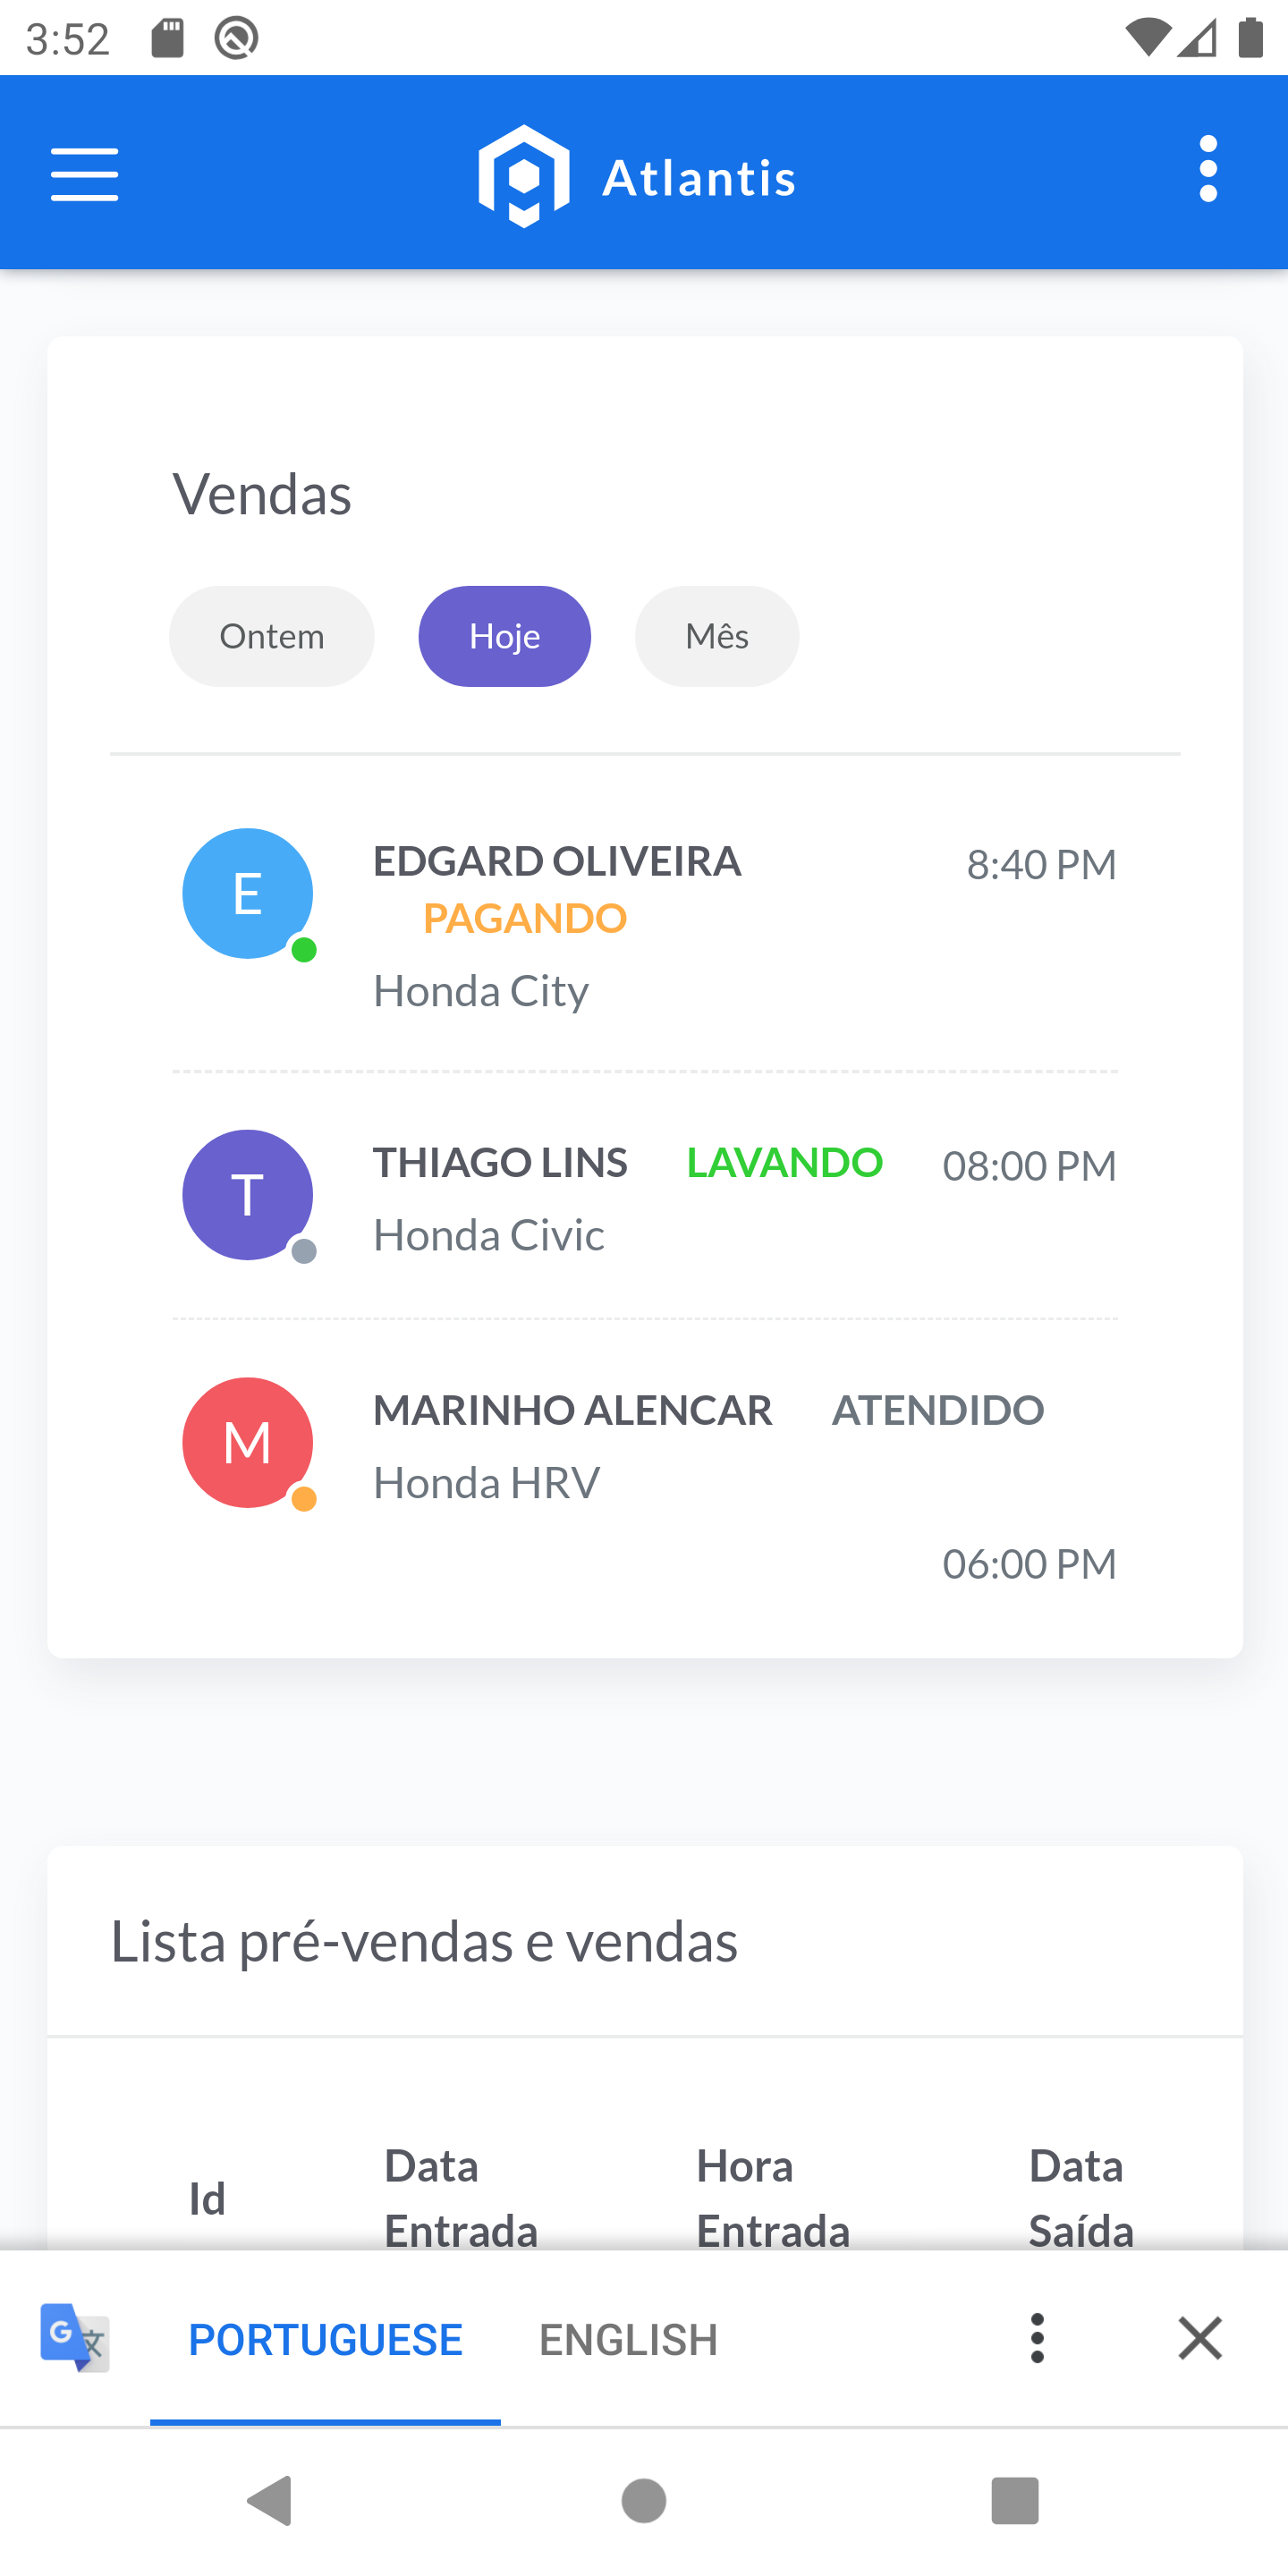 3:52
Atlantis
Vendas
Ontem Hoje Mês
E
EDGARD OLIVEIRA 8:40 PM
PAGANDO
Honda City
T
THIAGO LINS LAVANDO 08:00 PM
Honda Civic
M
MARINHO ALENCAR ATENDIDO
Honda HRV
06:00 PM
Lista pré-vendas e vendas
Id Data Entrada Hora Entrada Data Saída
G 文
PORTUGUESE ENGLISH